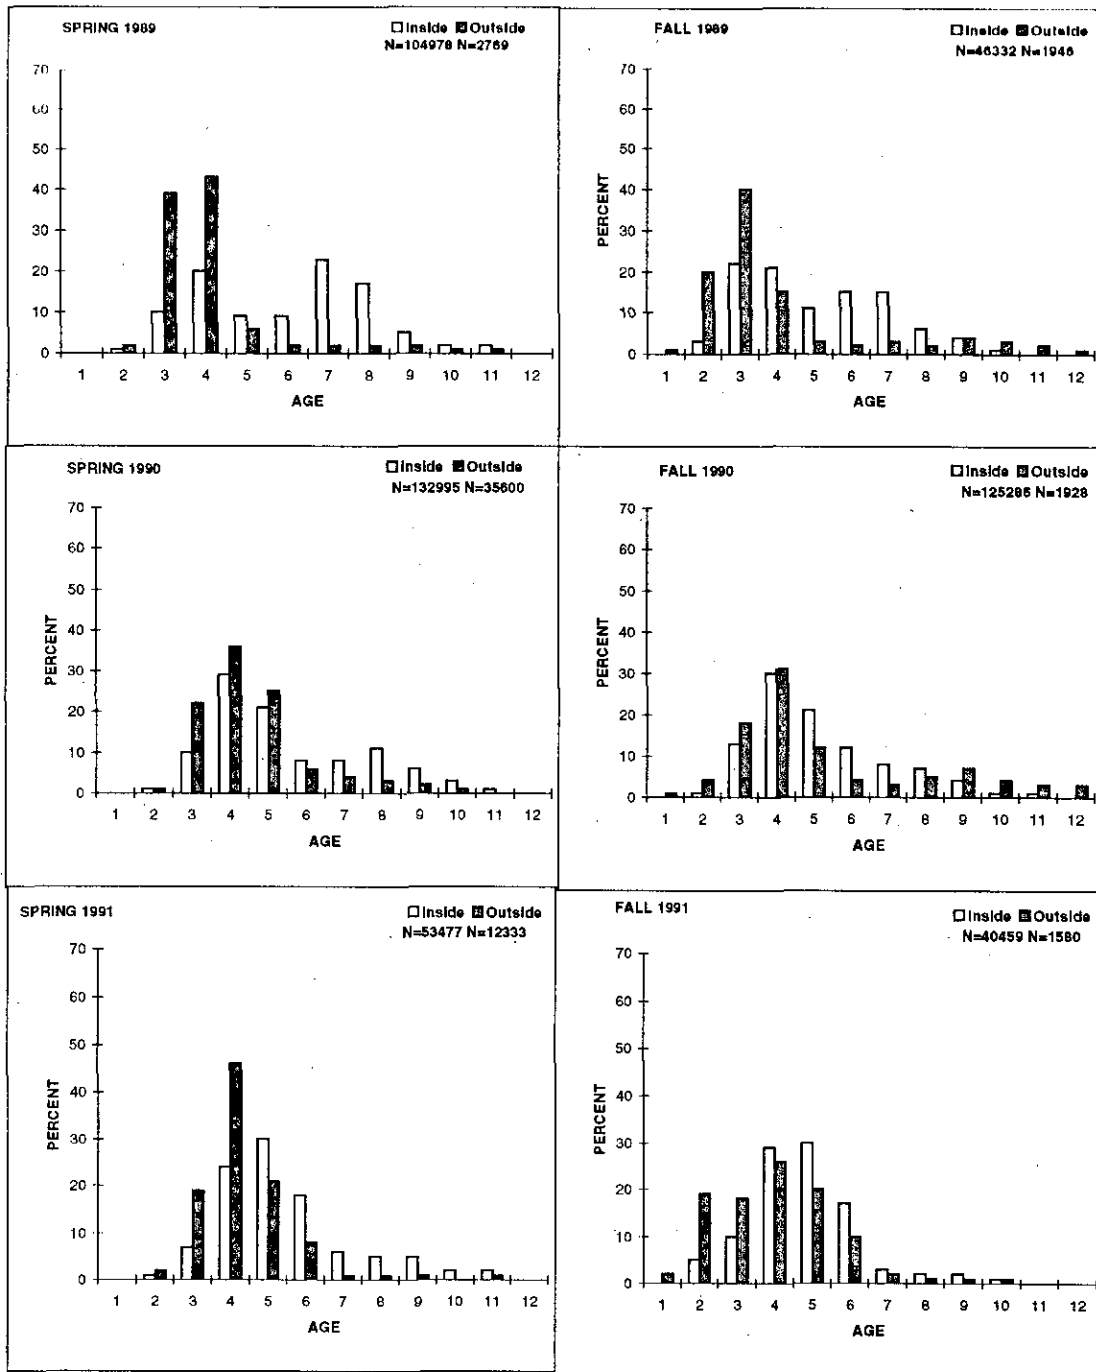 SPRING 1989
Inside Outside
N=104978 N=2769
70
60
50
40
30
20
10
0
1 2 3 4 5 6 7 8 9 10 11 12
AGE
FALL 1989
Inside Outside
N=46332 N=1946
PERCENT
70
60
50
40
30
20
10
0
1 2 3 4 5 6 7 8 9 10 11 12
AGE
SPRING 1990
Inside Outside
N=132995 N=35600
PERCENT
70
60
50
40
30
20
10
0
1 2 3 4 5 6 7 8 9 10 11 12
AGE
FALL 1990
Inside Outside
N=125286 N=1928
PERCENT
70
60
50
40
30
20
10
0
1 2 3 4 5 6 7 8 9 10 11 12
AGE
SPRING 1991
Inside Outside
N=53477 N=12333
PERCENT
70
60
50
40
30
20
10
0
1 2 3 4 5 6 7 8 9 10 11 12
AGE
FALL 1991
Inside Outside
N=40459 N=1580
PERCENT
70
60
50
40
30
20
10
0
1 2 3 4 5 6 7 8 9 10 11 12
AGE